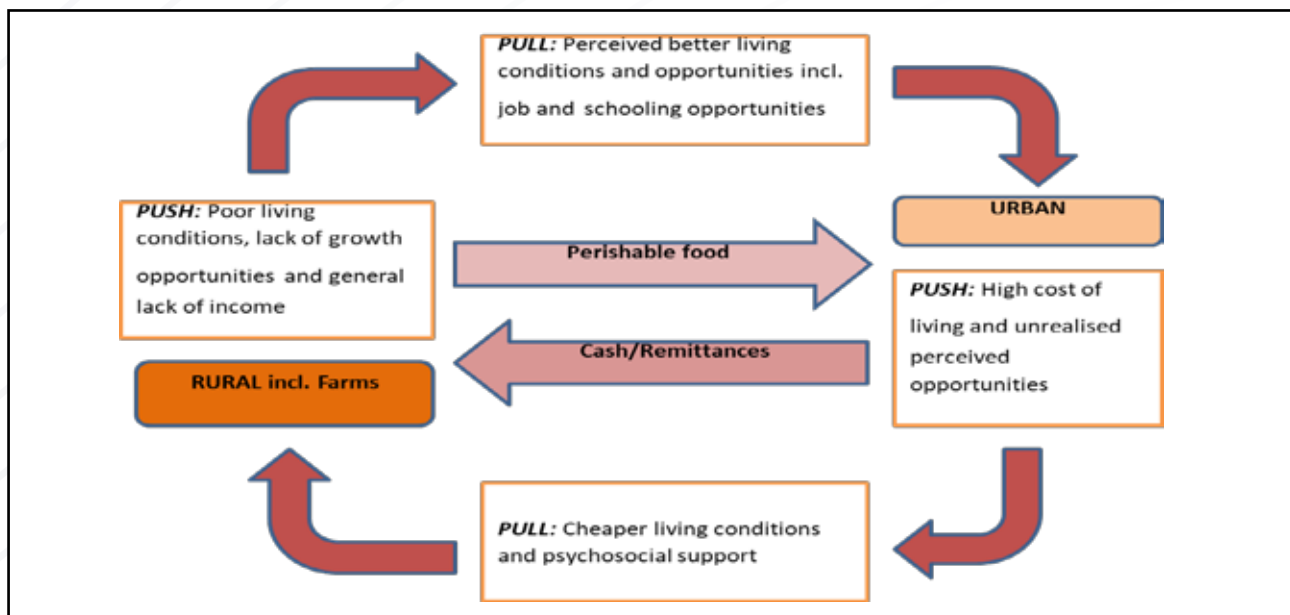 PULL: Perceived better living
conditions and opportunities incl.
job and schooling opportunities
PUSH: Poor living
conditions, lack of growth
opportunities and general
lack of income
URBAN
Perishable food
PUSH: High cost of
living and unrealised
perceived
opportunities
Cash/Remittances
RURAL incl. Farms
PULL: Cheaper living conditions
and psychosocial support